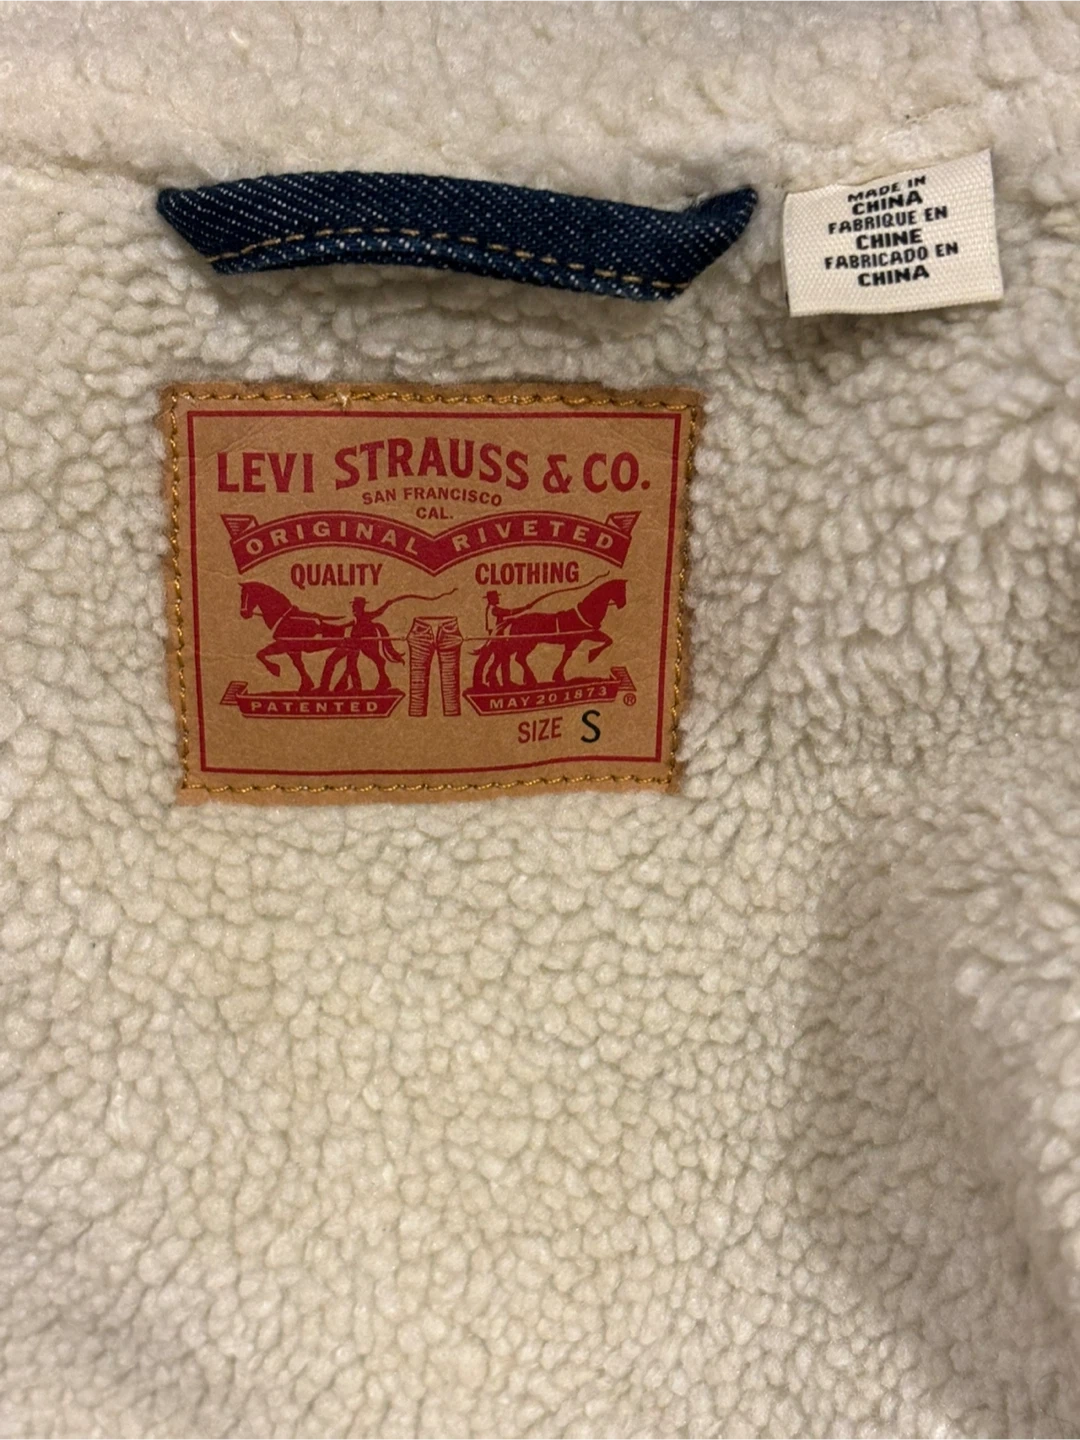 MADE IN
CHINA
FABRIQUE EN
CHINE
FABRICADO EN
CHINA
LEVI STRAUSS & CO.
SAN FRANCISCO
CAL.
ORIGINAL RIVETED
QUALITY CLOTHING
PATENTED MAY 20 1873 ®
SIZE S